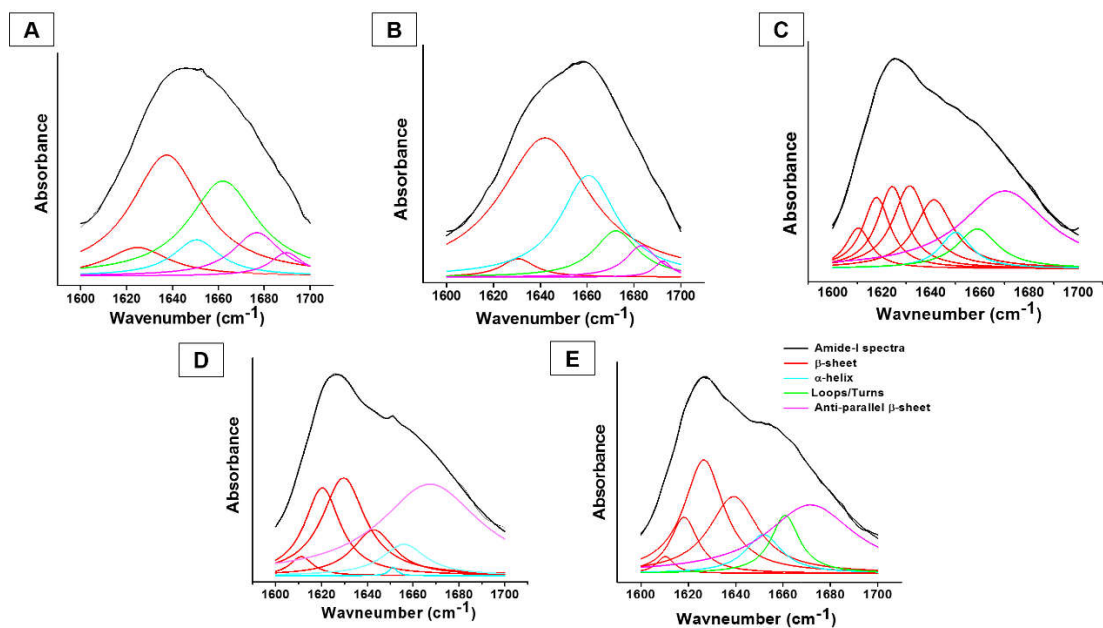 A
B
C
Absorbance
Absorbance
Absorbance
1600 1620 1640 1660 1680 1700
1600 1620 1640 1660 1680 1700
1600 1620 1640 1660 1680 1700
Wavenumber (cm-1)
Wavenumber (cm-1)
Wavneumber (cm-1)
D
E
Amide-I spectra
β-sheet
α-helix
Loops/Turns
Anti-parallel β-sheet
Absorbance
Absorbance
1600 1620 1640 1660 1680 1700
1600 1620 1640 1660 1680 1700
Wavneumber (cm-1)
Wavneumber (cm-1)